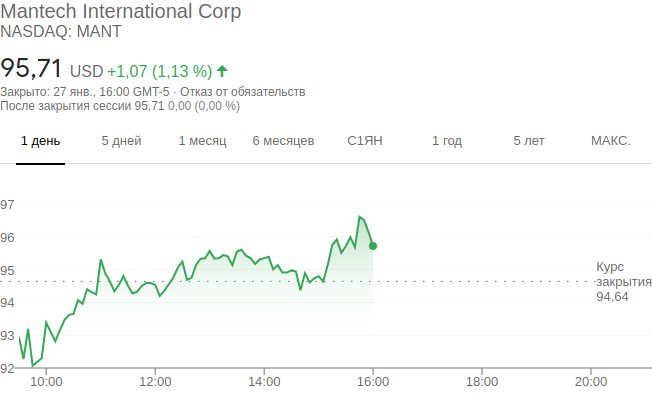 Mantech International Corp
NASDAQ: MANT
95,71 USD +1,07 (1,13 %)
Закрыто: 27 янв., 16:00 GMT-5 · Отказ от обязательств
После закрытия сессии 95,71 0,00 (0,00 %)
1 день 5 дней 1 месяц 6 месяцев С1ЯН 1 год 5 лет МАКС.
97
96
95
94
93
92
Курс
закрытия
94,64
10:00 12:00 14:00 16:00 18:00 20:00